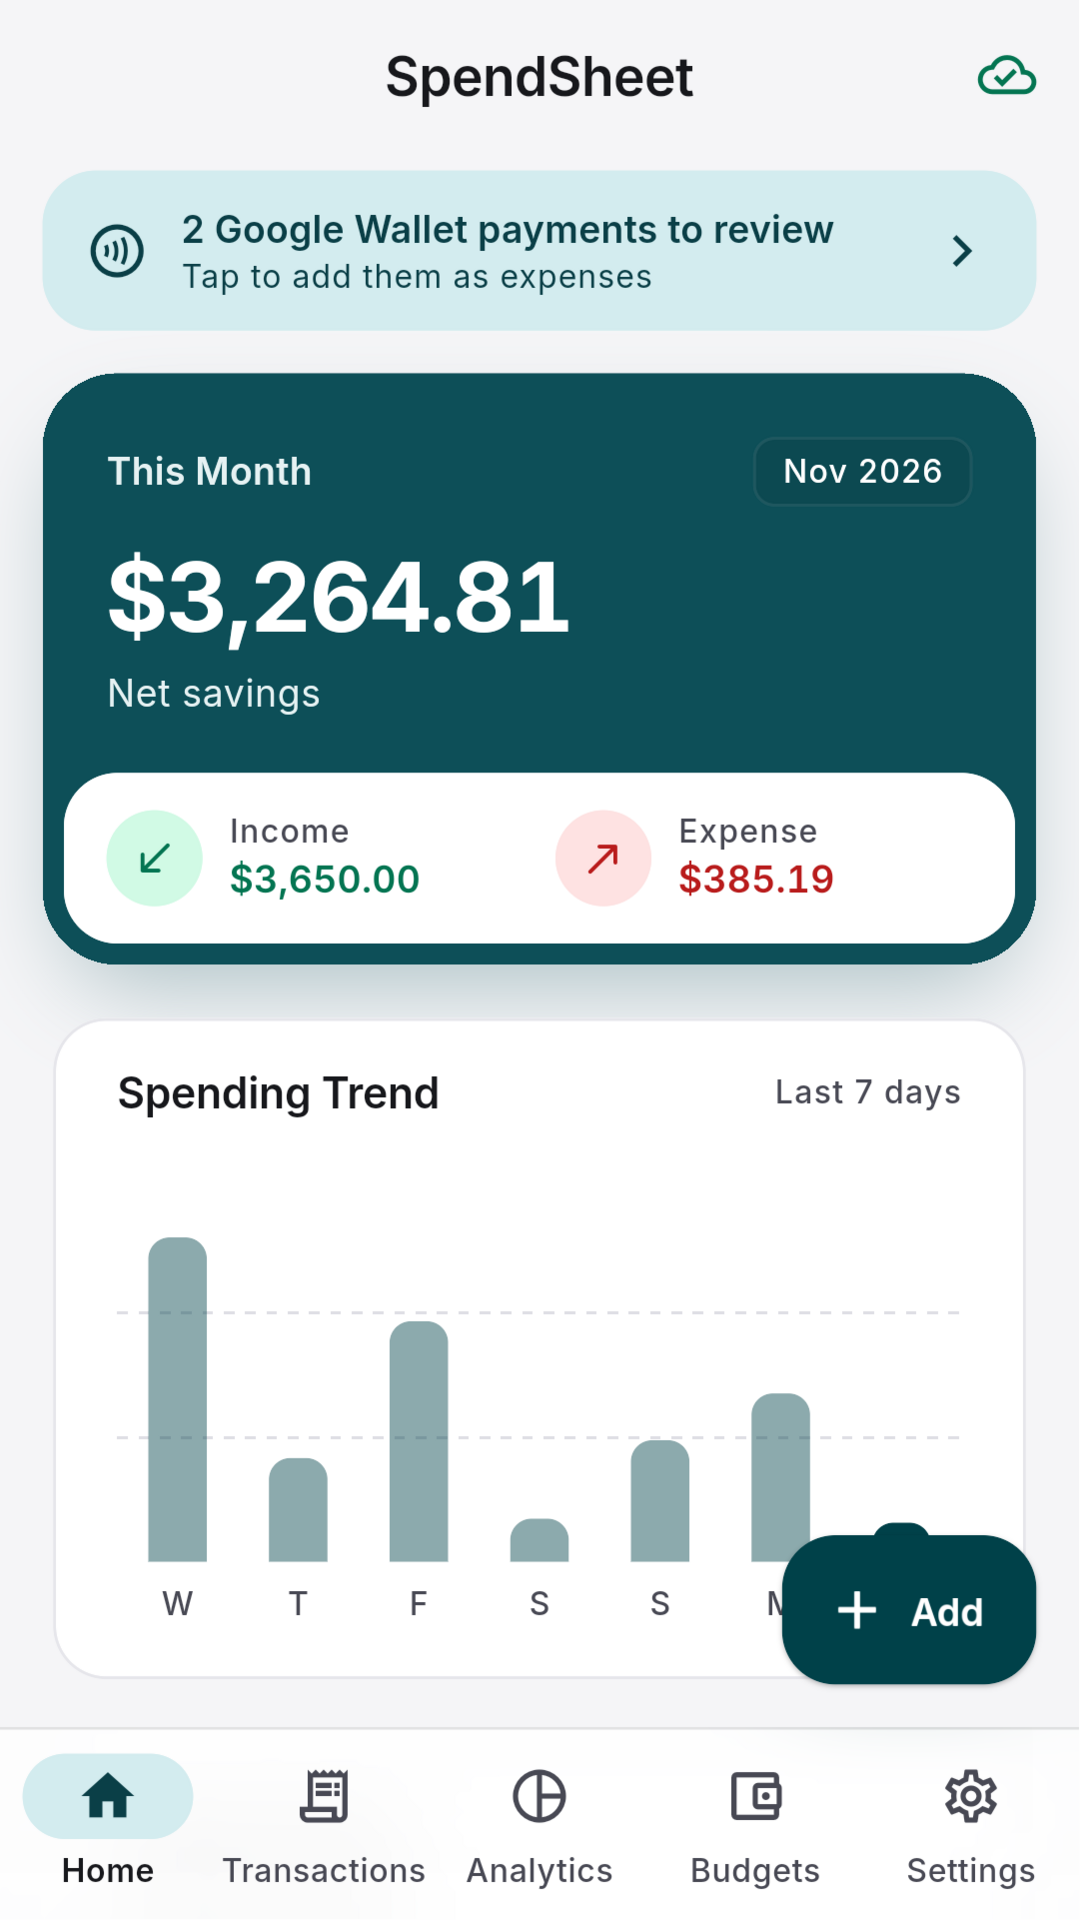 SpendSheet
2 Google Wallet payments to review
Tap to add them as expenses
This Month
Nov 2026
$3,264.81
Net savings
Income
$3,650.00
Expense
$385.19
Spending Trend
Last 7 days
W T F S S M
Add
Home
Transactions
Analytics
Budgets
Settings